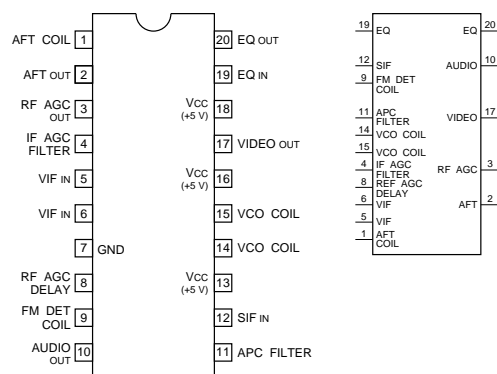 AFT COIL 1
AFT OUT 2
RF AGC
OUT 3
IF AGC
FILTER 4
VIF IN 5
VIF IN 6
7 GND
RF AGC
DELAY 8
FM DET
COIL 9
AUDIO
OUT 10
20 EQ OUT
19 EQ IN
VCC
(+5 V) 18
17 VIDEO OUT
VCC
(+5 V) 16
15 VCO COIL
14 VCO COIL
VCC
(+5 V) 13
12 SIF IN
11 APC FILTER
19 EQ
12 SIF
9 FM DET
COIL
11 APC
FILTER
14 VCO COIL
15 VCO COIL
4 IF AGC
FILTER
8 REF AGC
DELAY
6 VIF
5 VIF
1 AFT
COIL
EQ 20
AUDIO 10
VIDEO 17
RF AGC 3
AFT 2